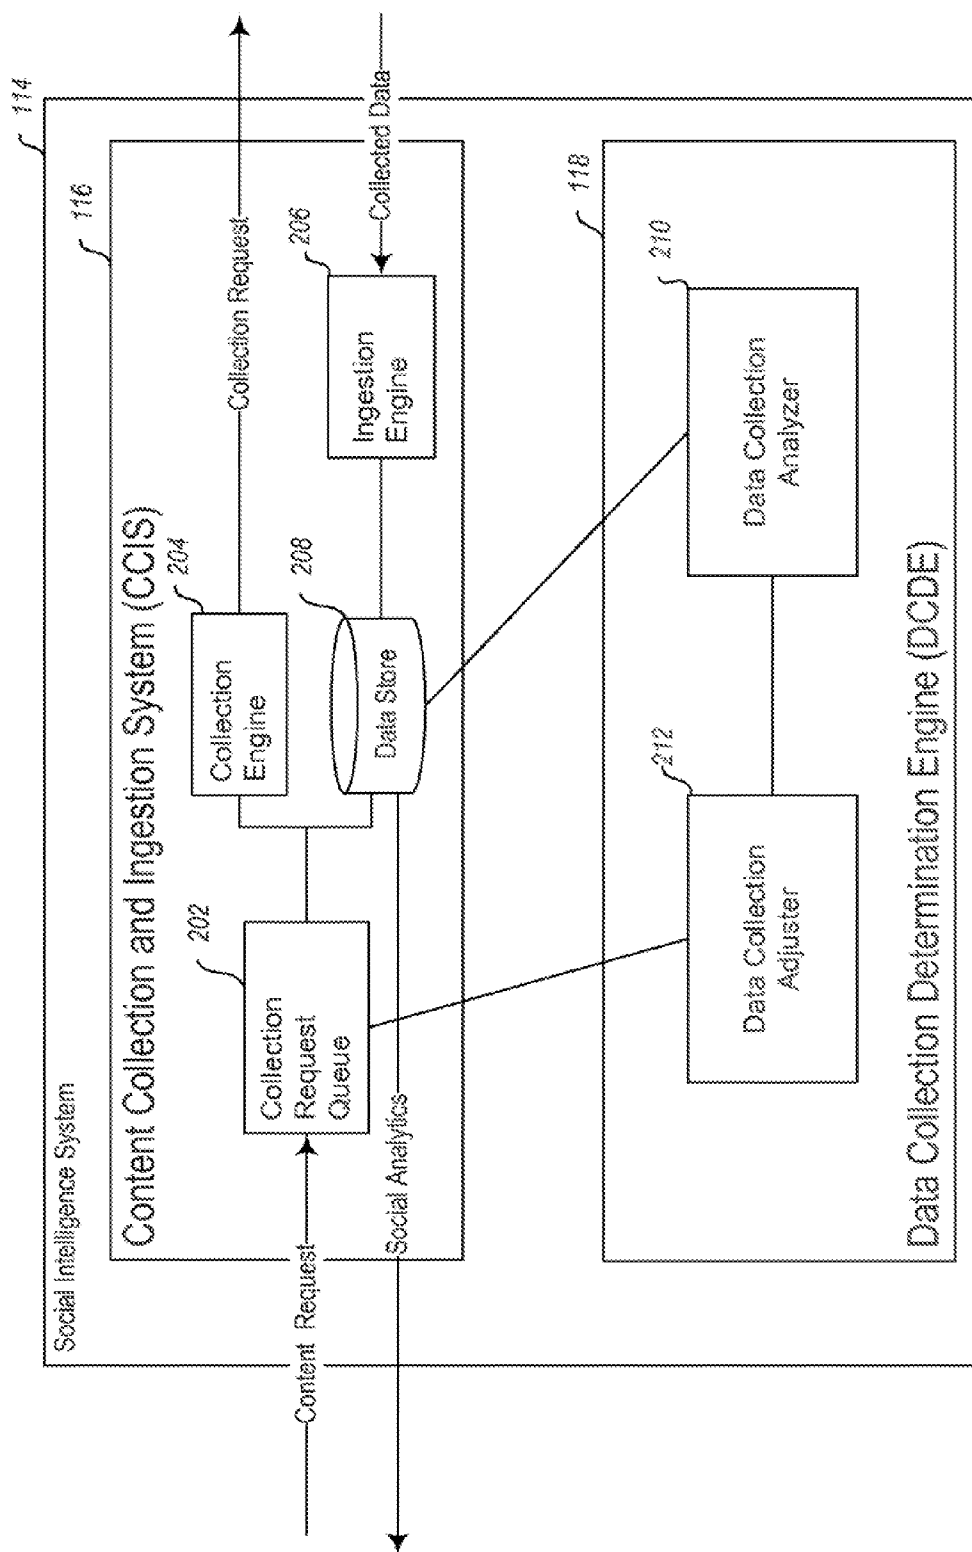 114
Social Intelligence System
116
Content Collection and Ingestion System (CCIS)
202
Collection
Request
Queue
204
Collection
Engine
206
Ingestion
Engine
208
Data Store
Content Request
Collection Request
Collected Data
Social Analytics
118
210
Data Collection
Analyzer
212
Data Collection
Adjuster
Data Collection Determination Engine (DCDE)